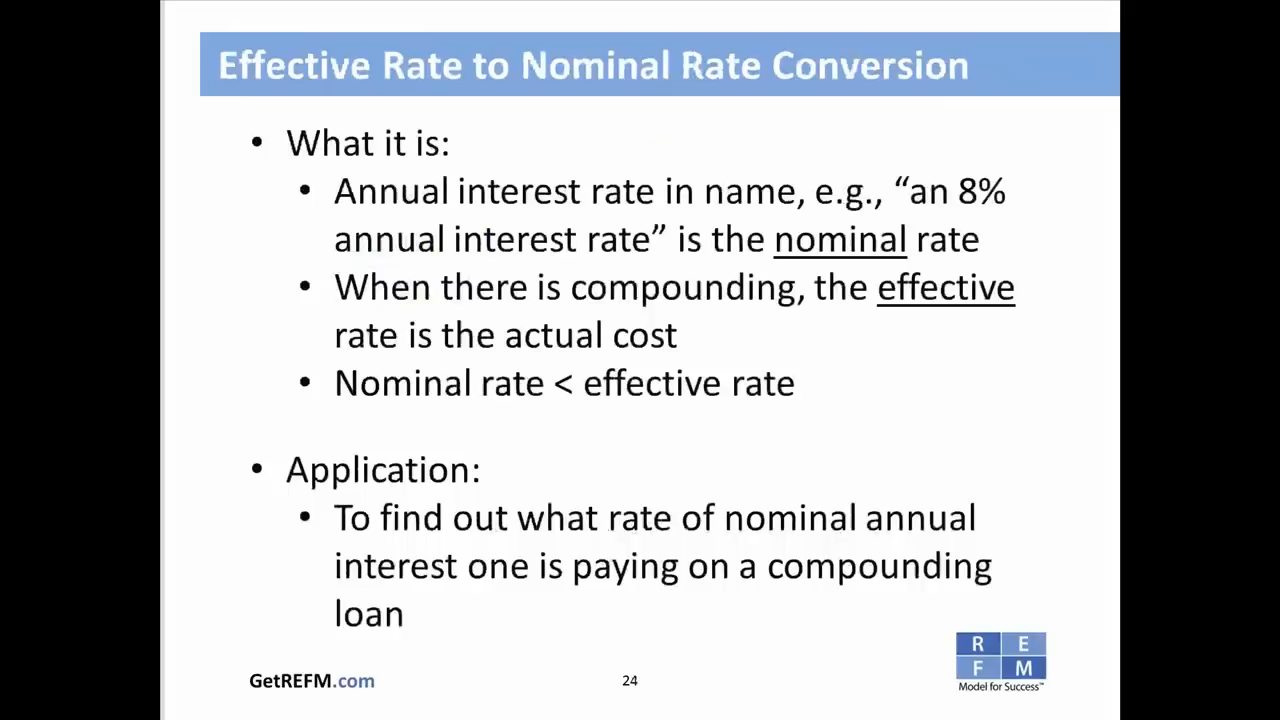 Effective Rate to Nominal Rate Conversion
• What it is:
• Annual interest rate in name, e.g., “an 8%
annual interest rate” is the nominal rate
• When there is compounding, the effective
rate is the actual cost
• Nominal rate < effective rate
• Application:
• To find out what rate of nominal annual
interest one is paying on a compounding
loan
GetREFM.com
24
R E
F M
Model for Success™